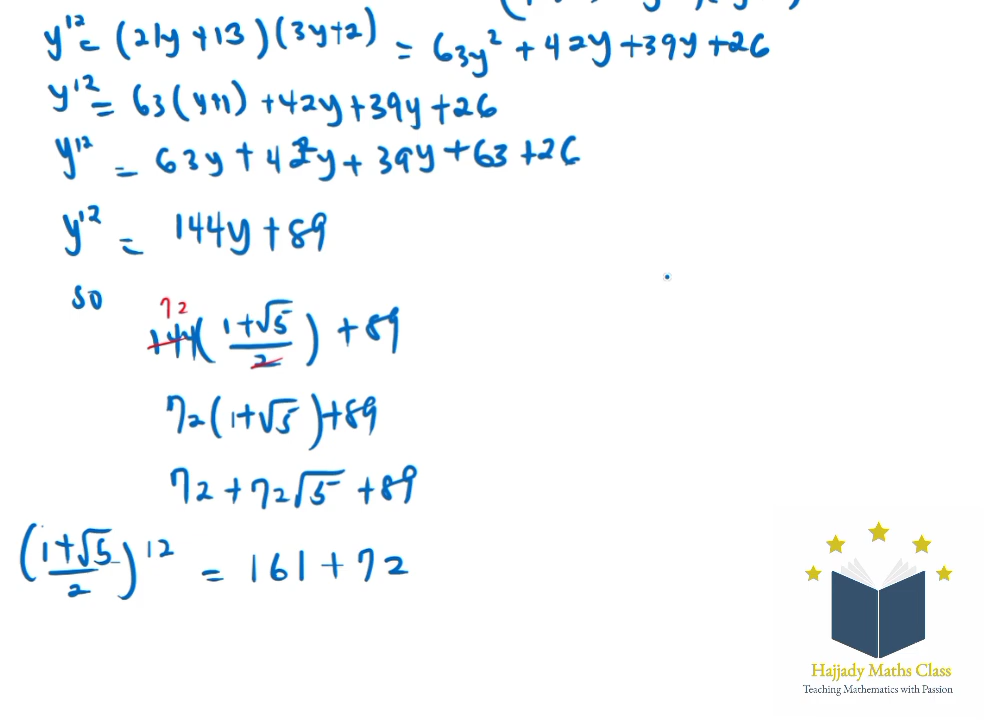 y¹² = (21y + 13)(3y+2) = 63y² + 42y + 39y + 26
y¹² = 63(y+1) + 42y + 39y + 26
y¹² = 63y + 42y + 39y + 63 + 26
y¹² = 144y + 89
so
72
144(1+√5/2) + 89
72(1+√5) + 89
72 + 72√5 + 89
(1+√5/2)¹² = 161 + 72
Hajjady Maths Class
Teaching Mathematics with Passion